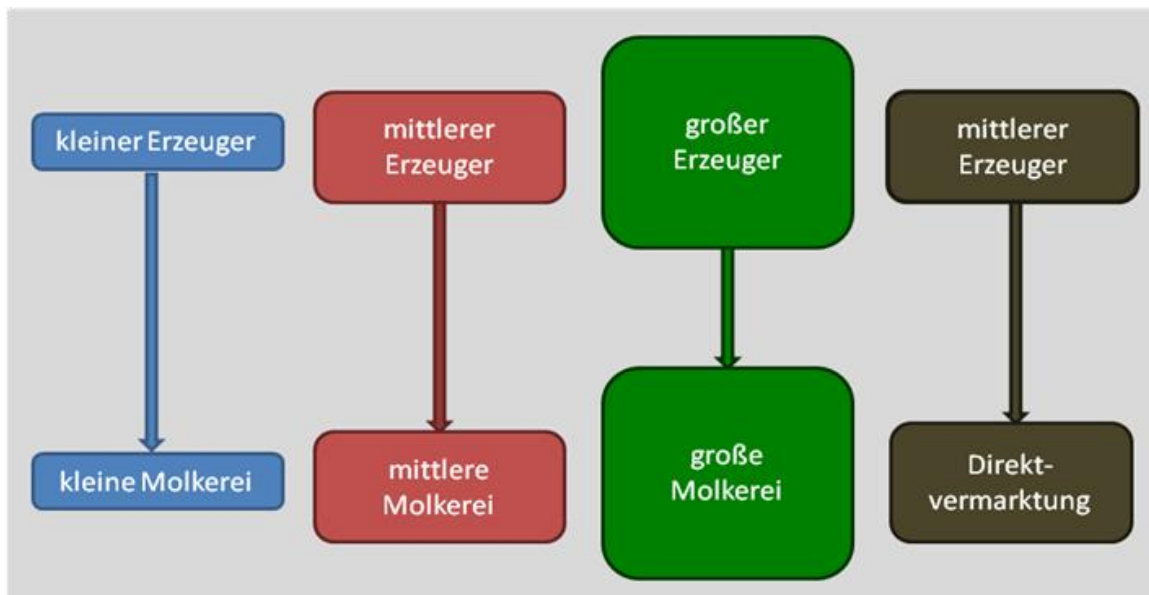 kleiner Erzeuger
mittlerer
Erzeuger
großer
Erzeuger
mittlerer
Erzeuger
kleine Molkerei
mittlere
Molkerei
große
Molkerei
Direkt-
vermarktung